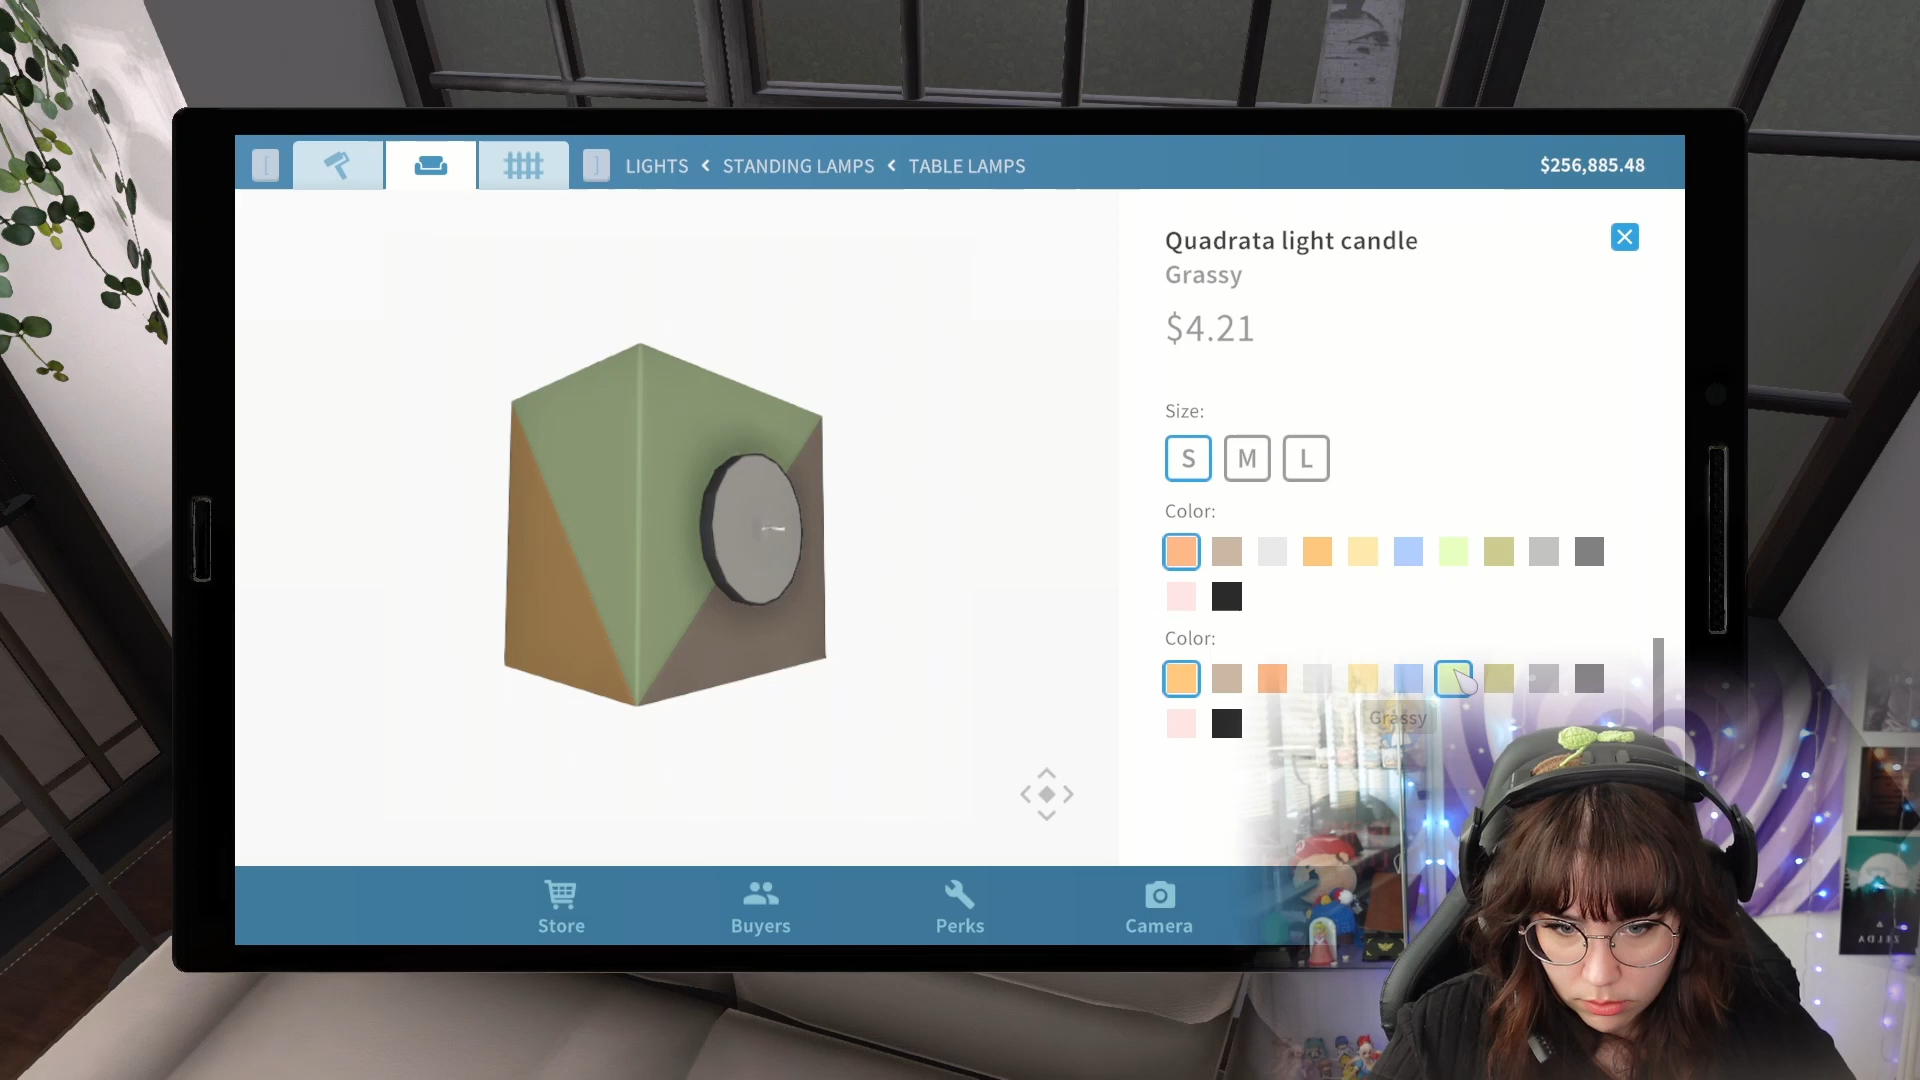 [
]
LIGHTS < STANDING LAMPS < TABLE LAMPS
$256,885.48
Quadrata light candle
Grassy
$4.21
Size:
S M L
Color:
Color:
Grassy
Store
Buyers
Perks
Camera
ZELDA